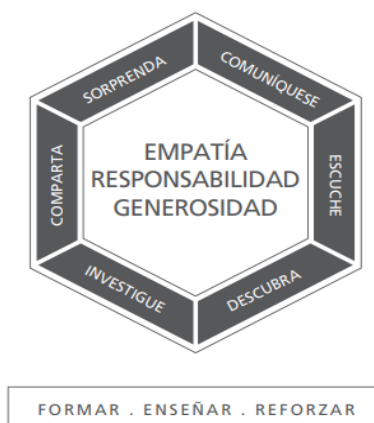 SORPRENDA
COMUNÍQUESE
ESCUCHE
DESCUBRA
INVESTIGUE
COMPARTA
EMPATÍA
RESPONSABILIDAD
GENEROSIDAD
FORMAR . ENSEÑAR . REFORZAR